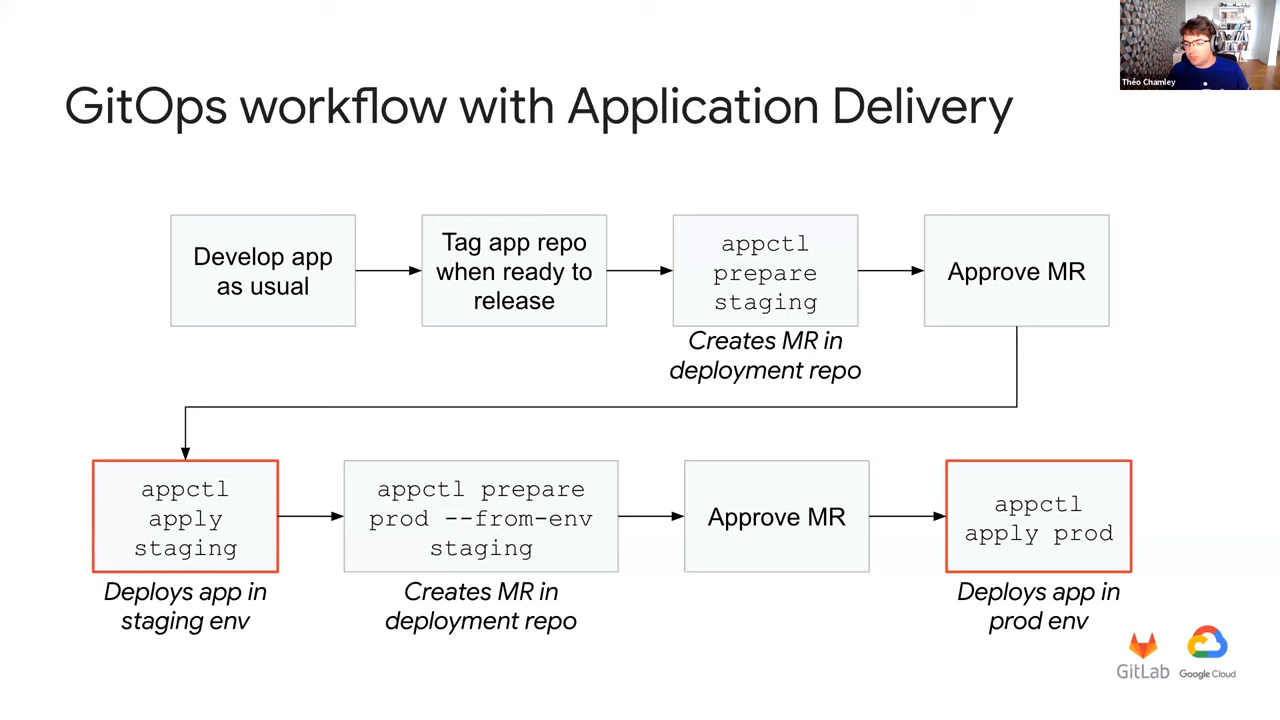 Théo Chamley
GitOps workflow with Application Delivery
Develop app
as usual
Tag app repo
when ready to
release
appctl
prepare
staging
Creates MR in
deployment repo
Approve MR
appctl
apply
staging
Deploys app in
staging env
appctl prepare
prod --from-env
staging
Creates MR in
deployment repo
Approve MR
appctl
apply prod
Deploys app in
prod env
GitLab
Google Cloud